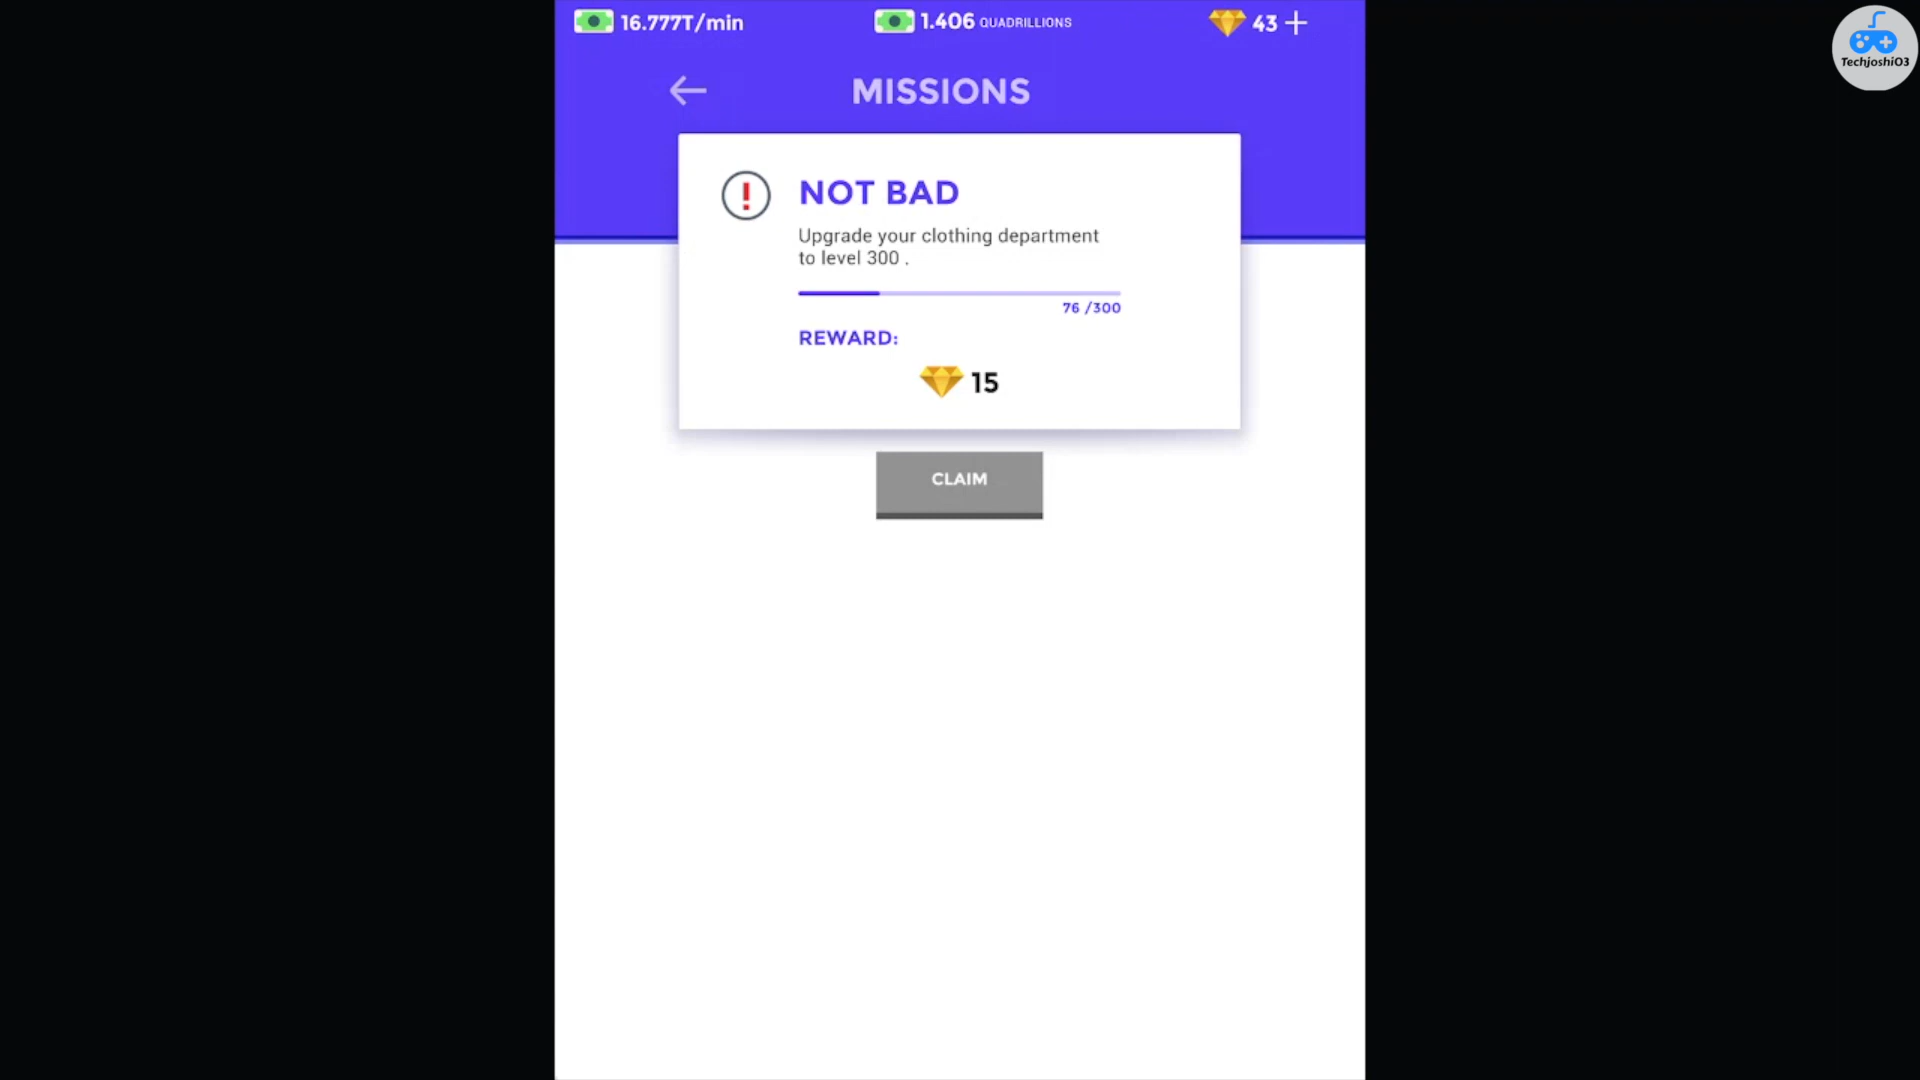 16.777T/min
1.406 QUADRILLIONS
43 +
Techjoshi03
MISSIONS
! NOT BAD
Upgrade your clothing department
to level 300 .
76 /300
REWARD:
15
CLAIM